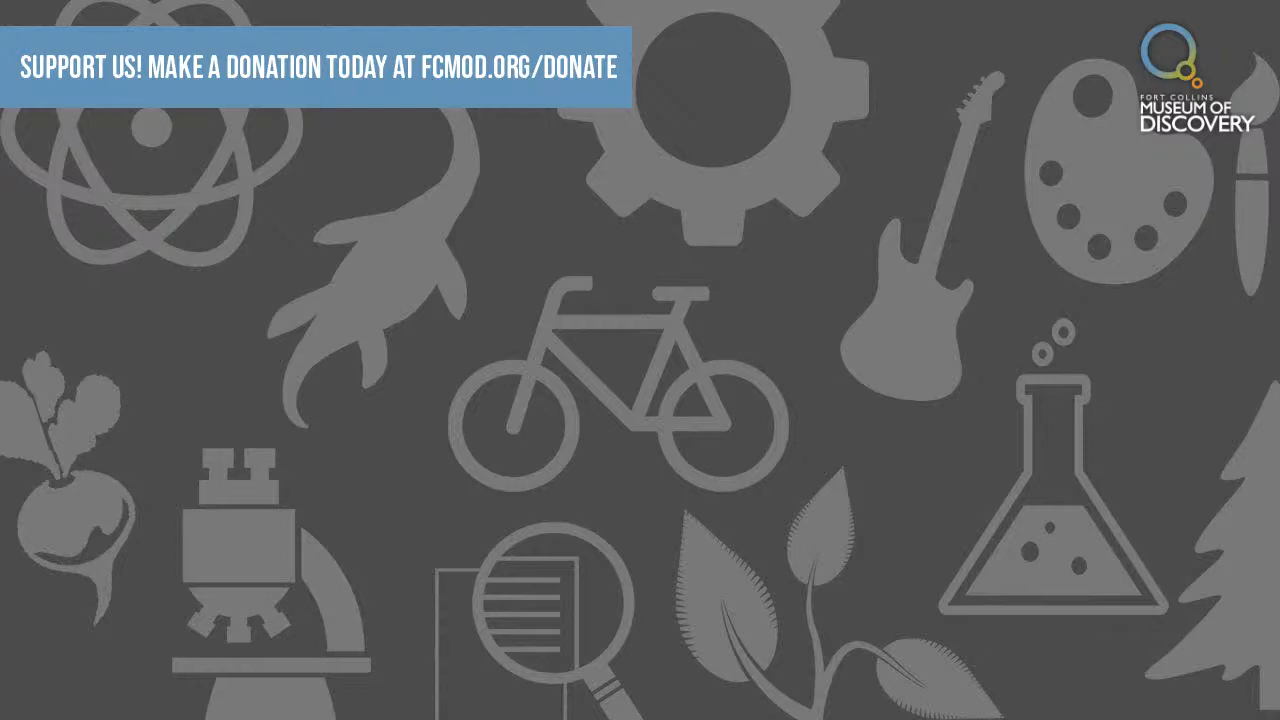 SUPPORT US! MAKE A DONATION TODAY AT FCMOD.ORG/DONATE
FORT COLLINS
MUSEUM OF
DISCOVERY